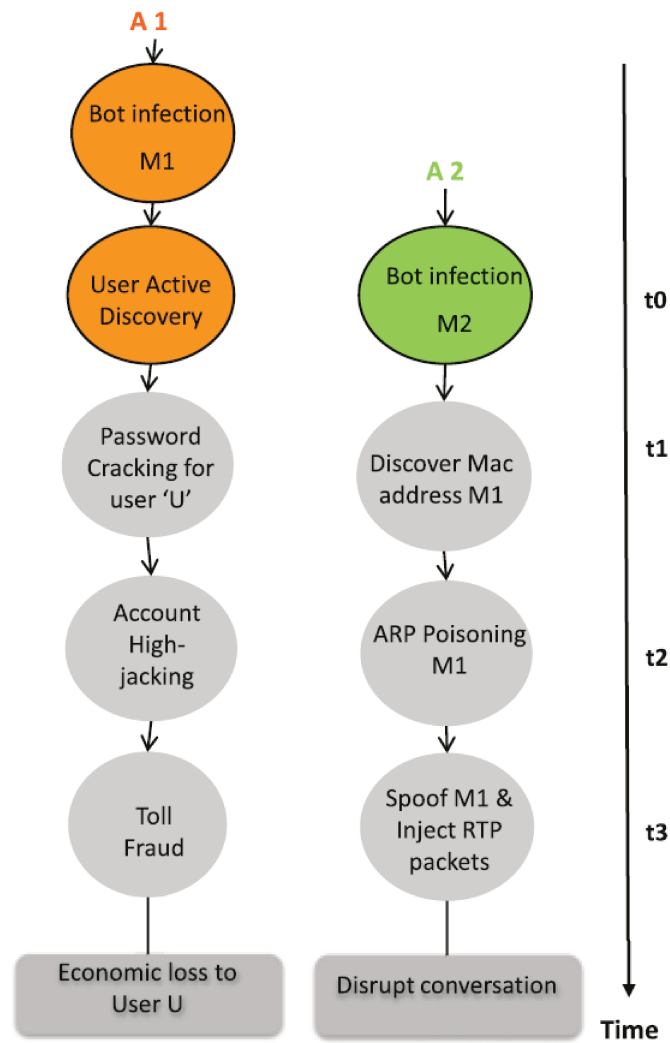 A 1
Bot infection
M1
User Active
Discovery
Password
Cracking for
user ‘U’
Account
High-
jacking
Toll
Fraud
Economic loss to
User U
A 2
Bot infection
M2
Discover Mac
address M1
ARP Poisoning
M1
Spoof M1 &
Inject RTP
packets
Disrupt conversation
t0
t1
t2
t3
Time